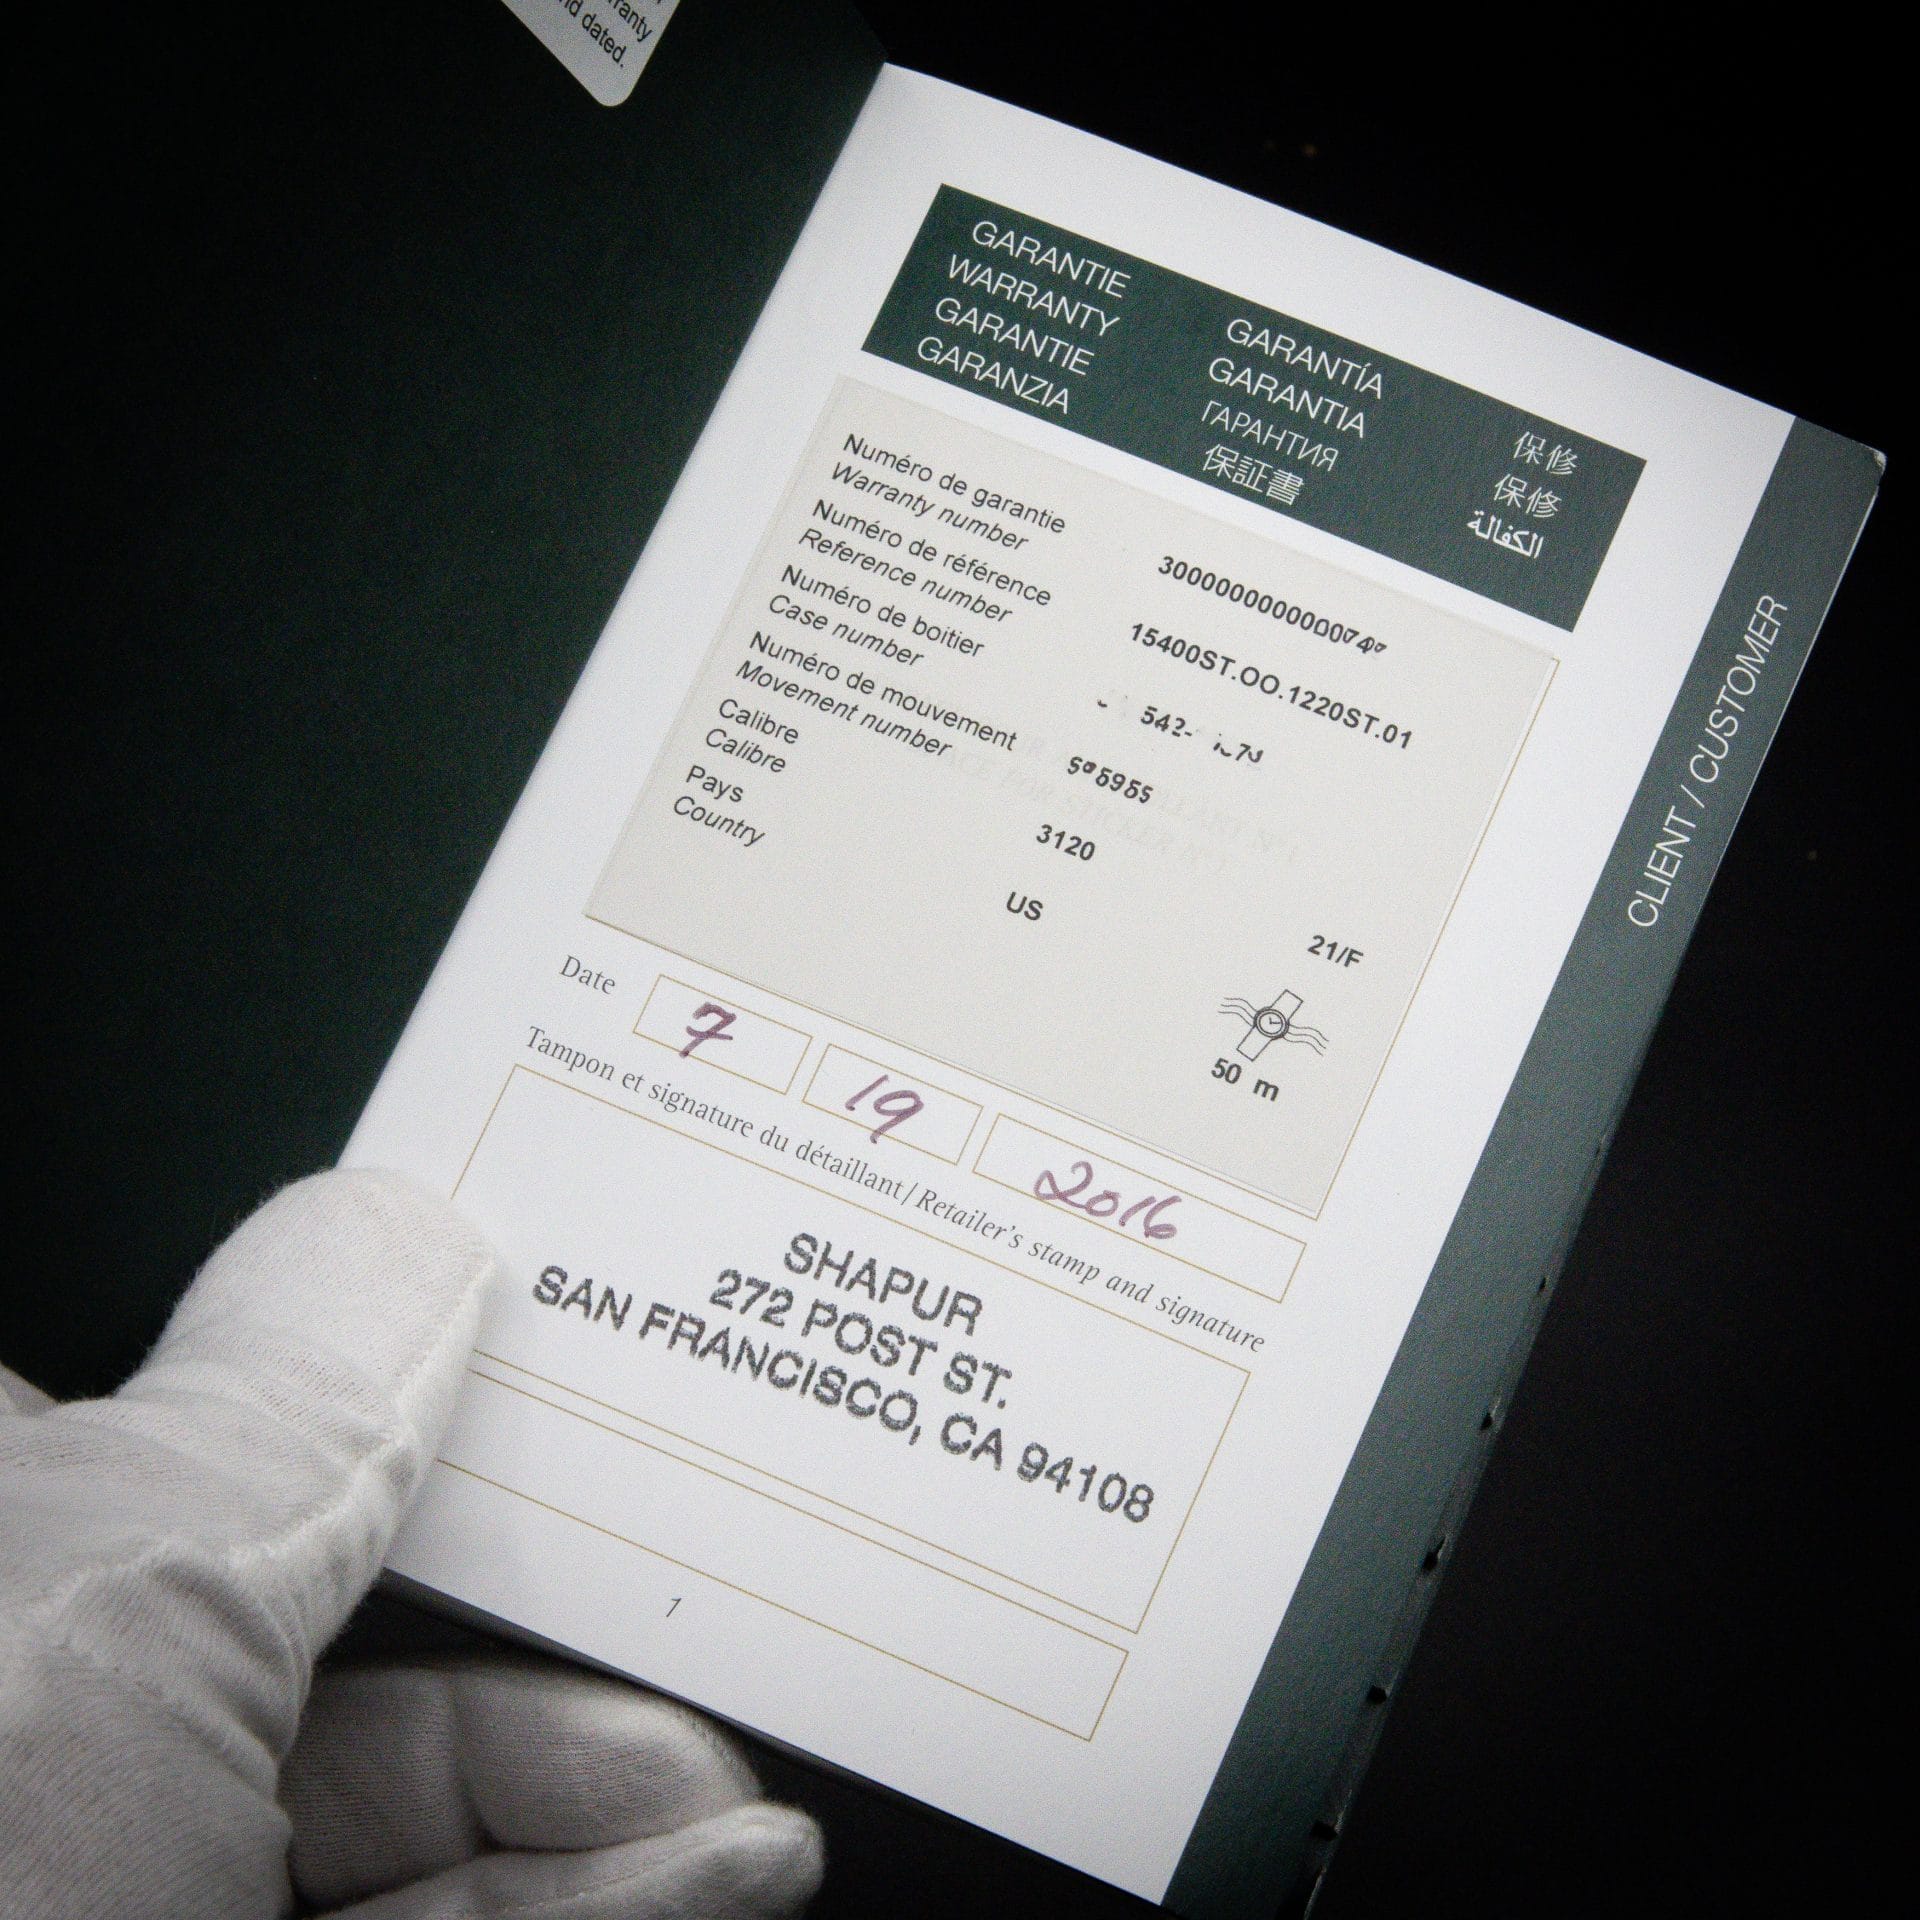 dated.
GARANTIE
WARRANTY
GARANTIE
GARANZIA
GARANTÍA
GARANTIA
ГАРАНТИЯ
保証書
保修
保修
الكفالة
Numéro de garantie
Warranty number
Numéro de référence
Reference number
15400ST.OO.1220ST.01
Numéro de boitier
Case number
Numéro de mouvement
Movement number
Calibre
Calibre
3120
Pays
Country
US
21/F
50 m
Date
7
19
2016
Tampon et signature du détaillant / Retailer's stamp and signature
SHAPUR
272 POST ST.
SAN FRANCISCO, CA 94108
1
CLIENT / CUSTOMER